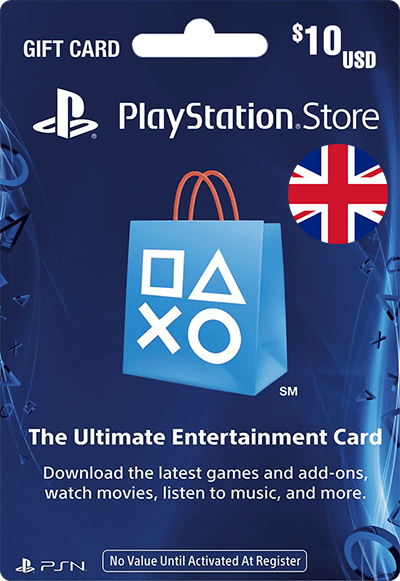 GIFT CARD
$10 USD
PlayStation.Store
SM
The Ultimate Entertainment Card
Download the latest games and add-ons,
watch movies, listen to music, and more.
PSN.
No Value Until Activated At Register